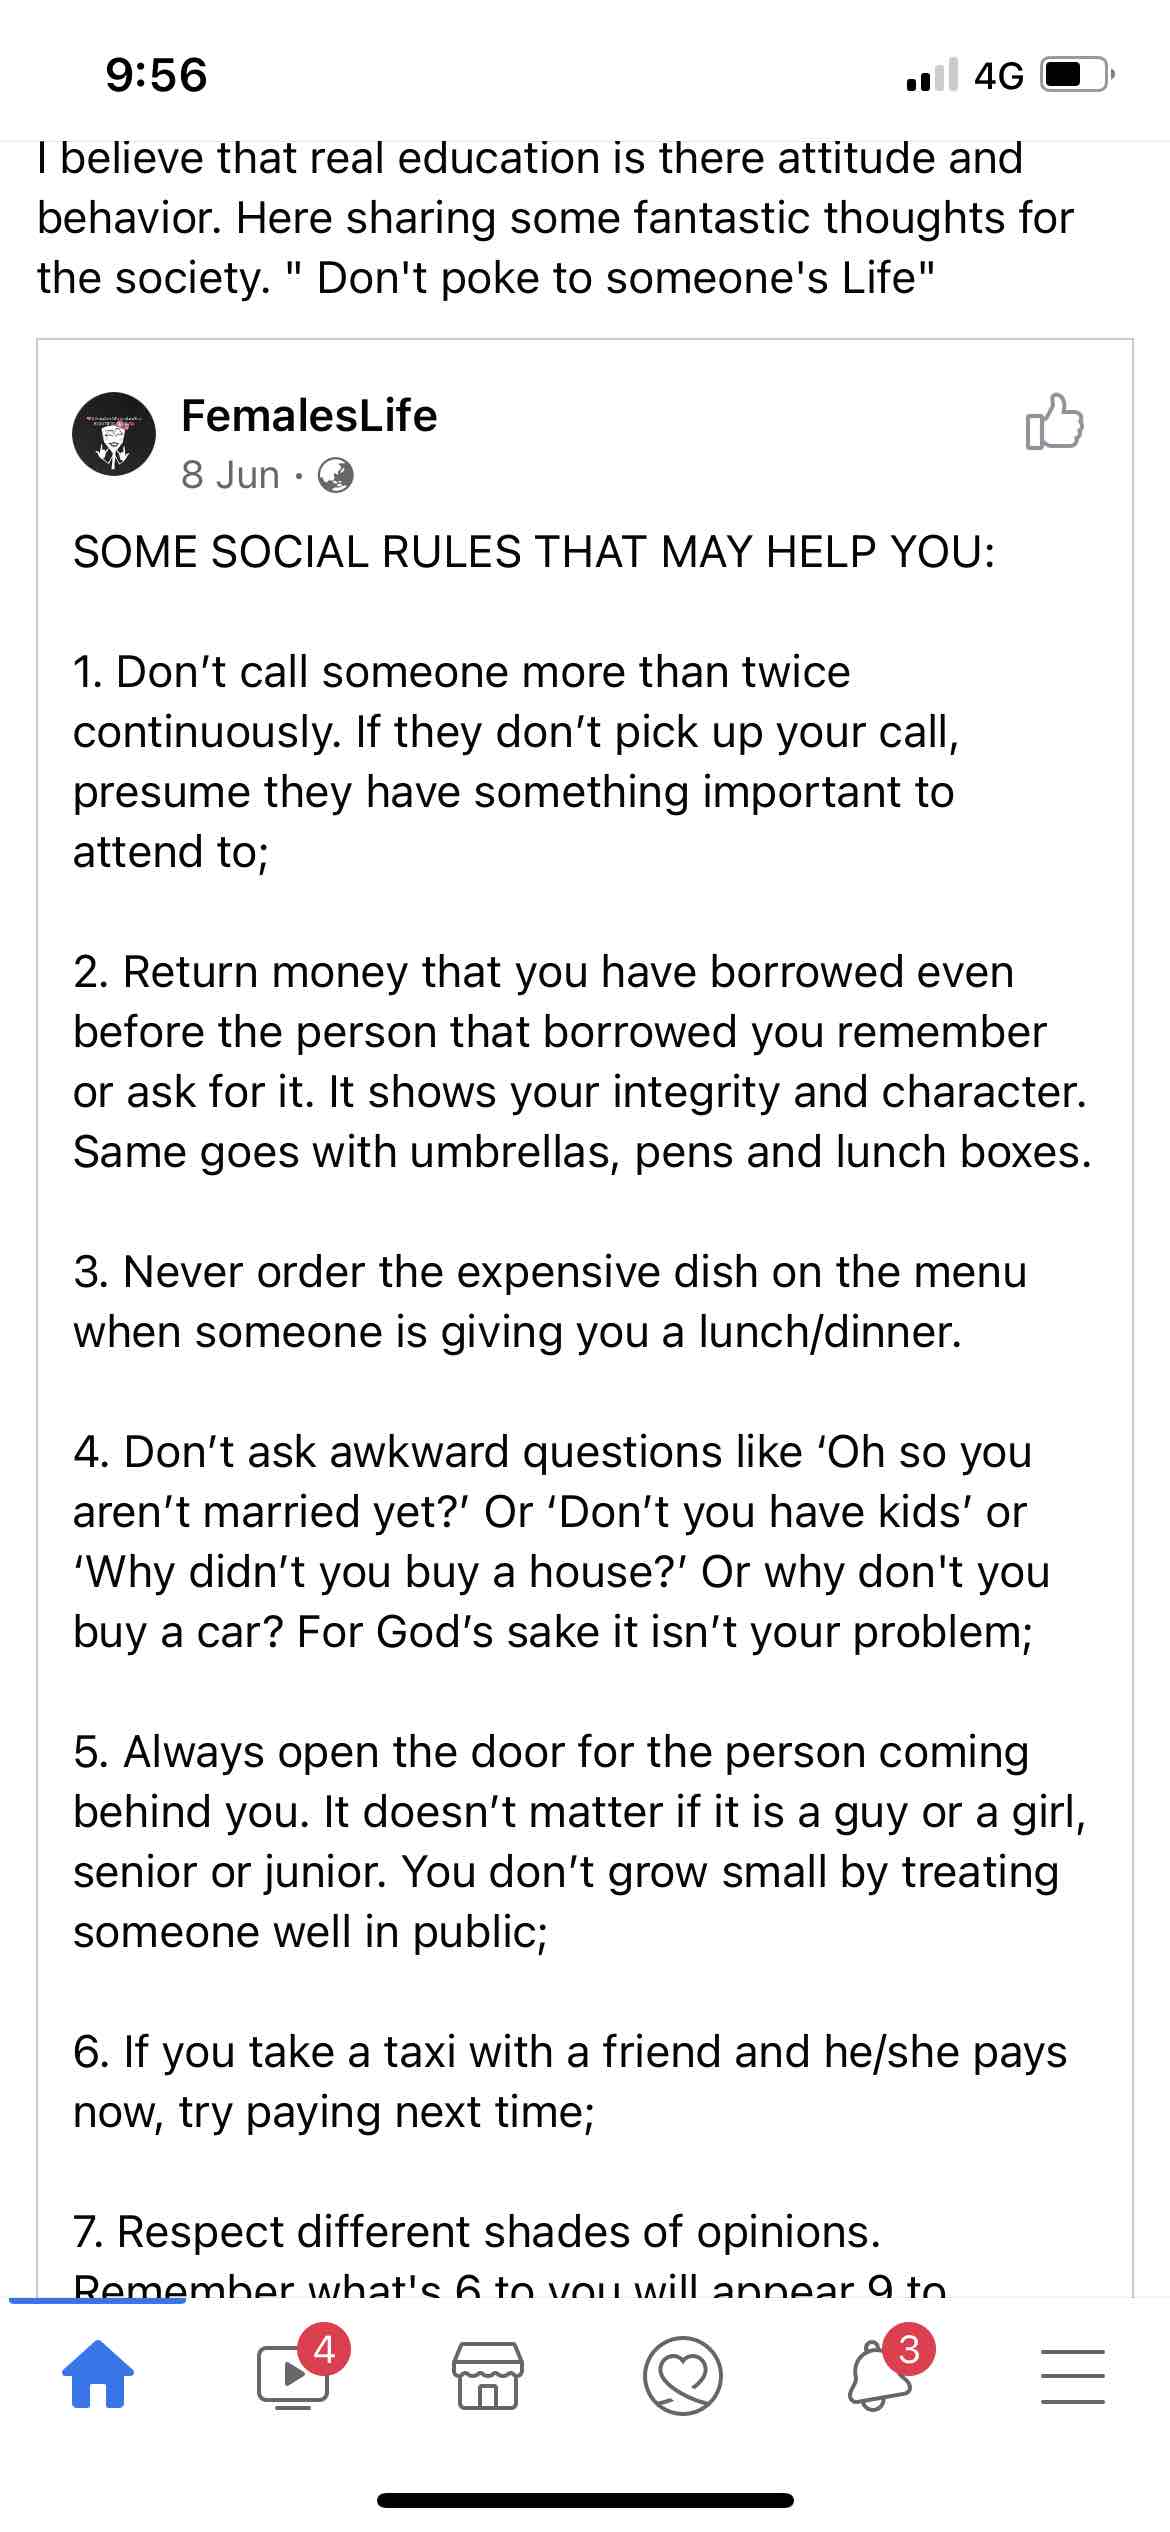 9:56
4G
I believe that real education is there attitude and
behavior. Here sharing some fantastic thoughts for
the society. " Don't poke to someone's Life"
FemalesLife
8 Jun ·
SOME SOCIAL RULES THAT MAY HELP YOU:
1. Don’t call someone more than twice
continuously. If they don’t pick up your call,
presume they have something important to
attend to;
2. Return money that you have borrowed even
before the person that borrowed you remember
or ask for it. It shows your integrity and character.
Same goes with umbrellas, pens and lunch boxes.
3. Never order the expensive dish on the menu
when someone is giving you a lunch/dinner.
4. Don’t ask awkward questions like ‘Oh so you
aren’t married yet?’ Or ‘Don’t you have kids’ or
‘Why didn’t you buy a house?’ Or why don't you
buy a car? For God’s sake it isn’t your problem;
5. Always open the door for the person coming
behind you. It doesn’t matter if it is a guy or a girl,
senior or junior. You don’t grow small by treating
someone well in public;
6. If you take a taxi with a friend and he/she pays
now, try paying next time;
7. Respect different shades of opinions.
Remember what's 6 to you will appear 9 to
4
3